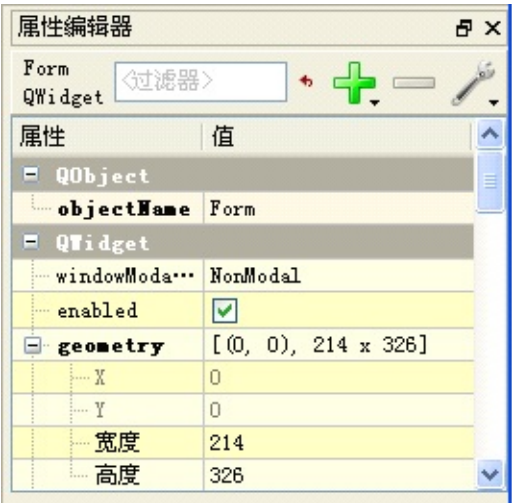 属性编辑器
Form
QWidget
<过滤器>
属性 值
QObject
objectName Form
QWidget
windowModa... NonModal
enabled
geometry [(0, 0), 214 x 326]
X 0
Y 0
宽度 214
高度 326